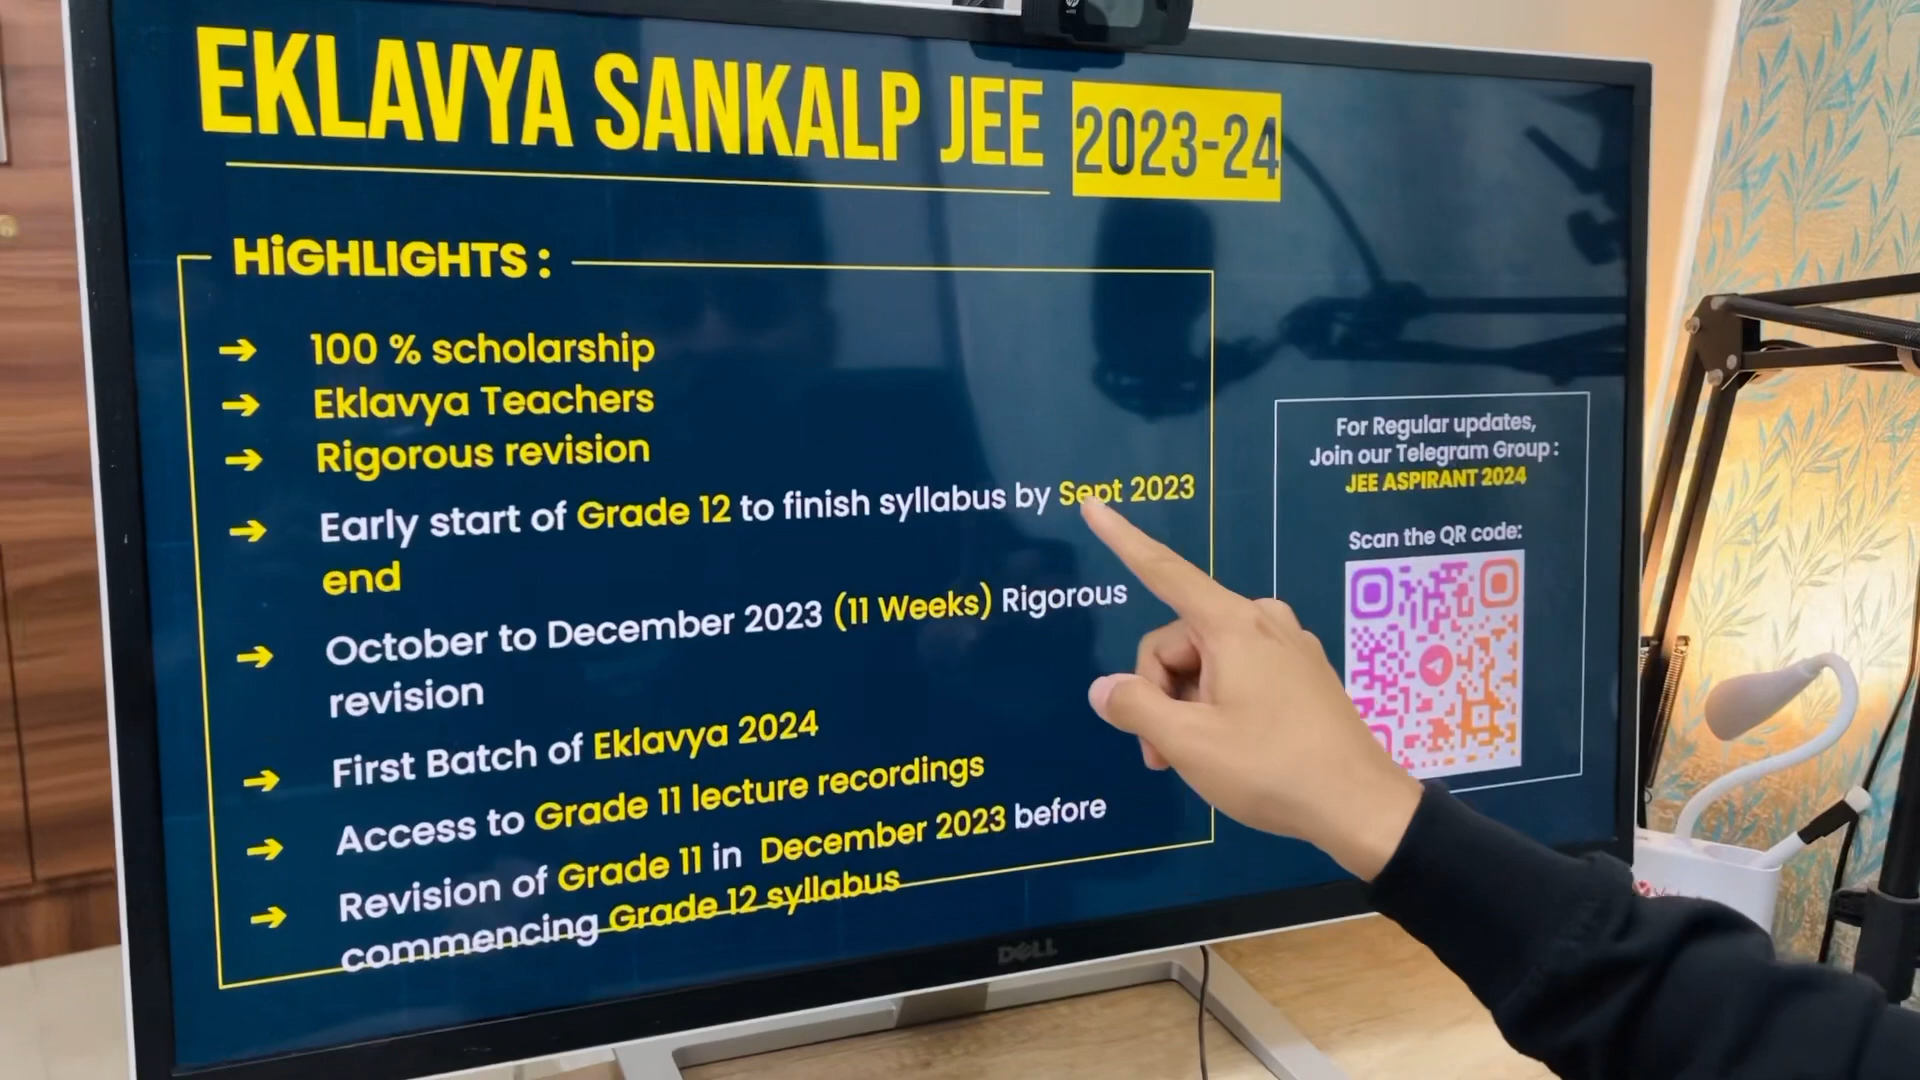 EKLAVYA SANKALP JEE 2023-24
HiGHLIGHTS :
➔ 100 % scholarship
➔ Eklavya Teachers
➔ Rigorous revision
➔ Early start of Grade 12 to finish syllabus by Sept 2023
end
➔ October to December 2023 (11 Weeks) Rigorous
revision
➔ First Batch of Eklavya 2024
➔ Access to Grade 11 lecture recordings
➔ Revision of Grade 11 in December 2023 before
commencing Grade 12 syllabus
For Regular updates,
Join our Telegram Group :
JEE ASPIRANT 2024
Scan the QR code:
DELL
hp